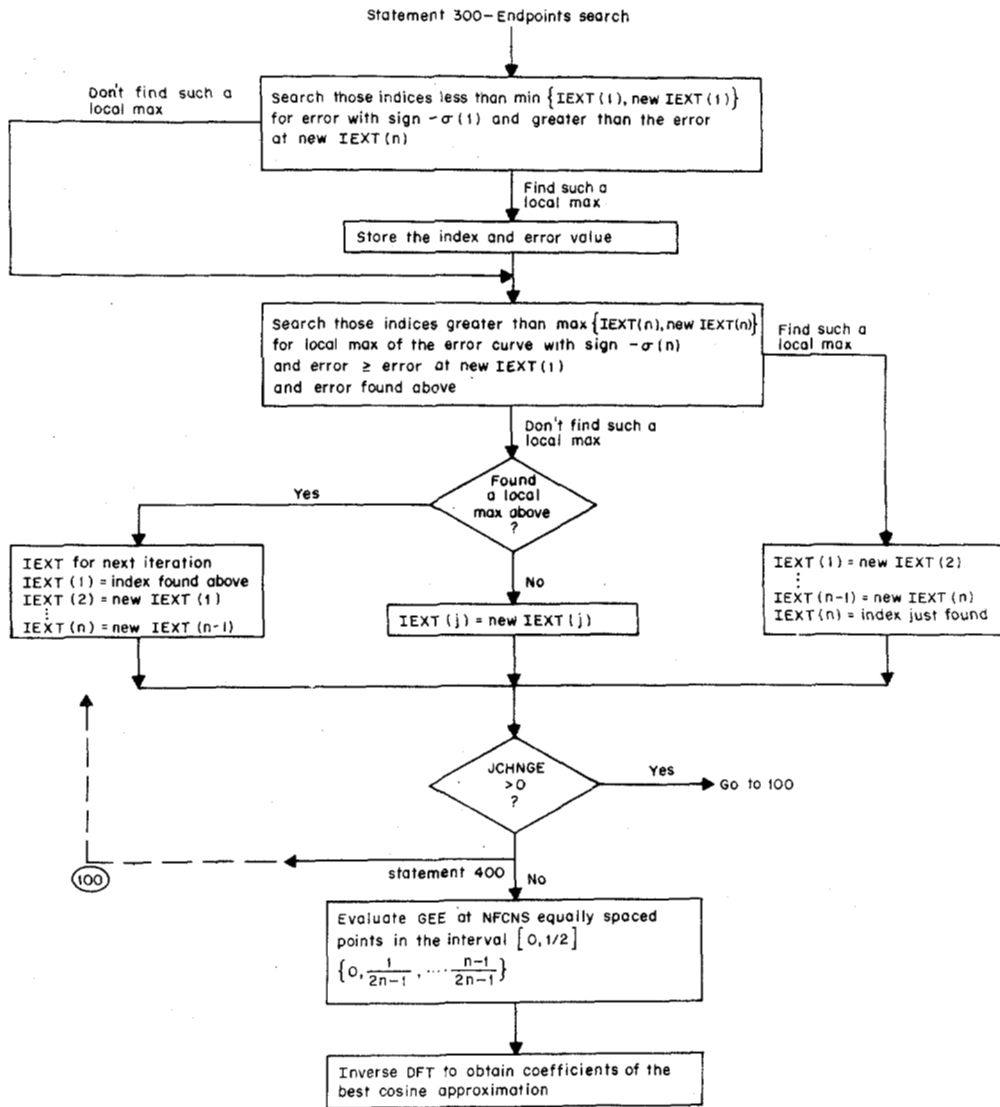 Statement 300-Endpoints search
Don't find such a
local max
Search those indices less than min {IEXT(1), new IEXT(1)}
for error with sign -σ(1) and greater than the error
at new IEXT(n)
Find such a
local max
Store the index and error value
Search those indices greater than max {IEXT(n), new IEXT(n)}
for local max of the error curve with sign -σ(n)
and error ≥ error at new IEXT(1)
and error found above
Find such a
local max
Don't find such a
local max
Found
a local
max above
?
Yes
No
IEXT for next iteration
IEXT (1) = index found above
IEXT (2) = new IEXT (1)
⋮
IEXT (n) = new IEXT (n-1)
IEXT (j) = new IEXT (j)
IEXT (1) = new IEXT (2)
⋮
IEXT (n-1) = new IEXT (n)
IEXT (n) = index just found
JCHNGE
>0
?
Yes
Go to 100
100
statement 400
No
Evaluate GEE at NFCNS equally spaced
points in the interval [0, 1/2]
{0, 1/2n-1, ···· n-1/2n-1}
Inverse DFT to obtain coefficients of the
best cosine approximation